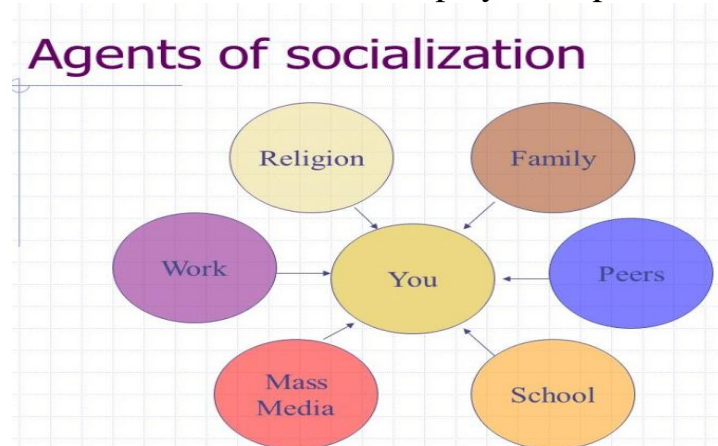 Agents of socialization
Religion
Family
Work
You
Peers
Mass
Media
School